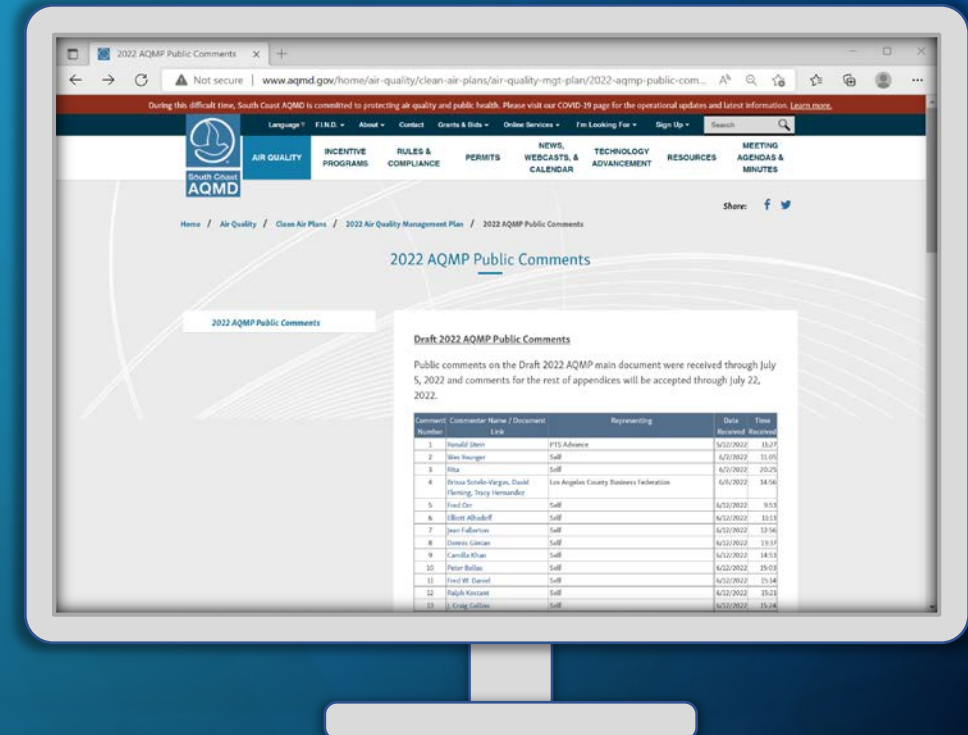 2022 AQMP Public Comments
Not secure | www.aqmd.gov/home/air-quality/clean-air-plans/air-quality-mgt-plan/2022-aqmp-public-com...
During this difficult time, South Coast AQMD is committed to protecting air quality and public health. Please visit our COVID-19 page for the operational updates and latest information. Learn more.
Language F.I.N.D. About Contact Grants & Bids Online Services I'm Looking For Sign Up Search
AIR QUALITY INCENTIVE PROGRAMS RULES & COMPLIANCE PERMITS NEWS, WEBCASTS, & CALENDAR TECHNOLOGY ADVANCEMENT RESOURCES MEETING AGENDAS & MINUTES
South Coast
AQMD
Share:
Home / Air Quality / Clean Air Plans / 2022 Air Quality Management Plan / 2022 AQMP Public Comments
2022 AQMP Public Comments
2022 AQMP Public Comments
Draft 2022 AQMP Public Comments
Public comments on the Draft 2022 AQMP main document were received through July
5, 2022 and comments for the rest of appendices will be accepted through July 22,
2022.
Comment Number Commenter Name / Document Link Representing Date Received Time Received
1 Ronald Stein PTS Advance 5/12/2022 11:27
2 Wes Younger Self 6/2/2022 11:05
3 Rita Self 6/2/2022 20:25
4 Sotelo-Vargas, David Fleming, Tracy Hernandez Los Angeles County Business Federation 6/6/2022 14:56
5 Fred Orr Self 6/12/2022 9:53
6 Elliott Self 6/12/2022
7 Jean Fullerton Self 6/12/2022 12:56
8 Dennis Self 6/12/2022 13:37
9 Camilla Khan Self 6/12/2022 14:53
10 Peter Ballas Self 6/12/2022 15:03
11 Fred W. Daniel Self 6/12/2022 15:14
12 Ralph Kostant Self 6/12/2022 15:21
13 J. Craig Collins Self 6/12/2022 15:24